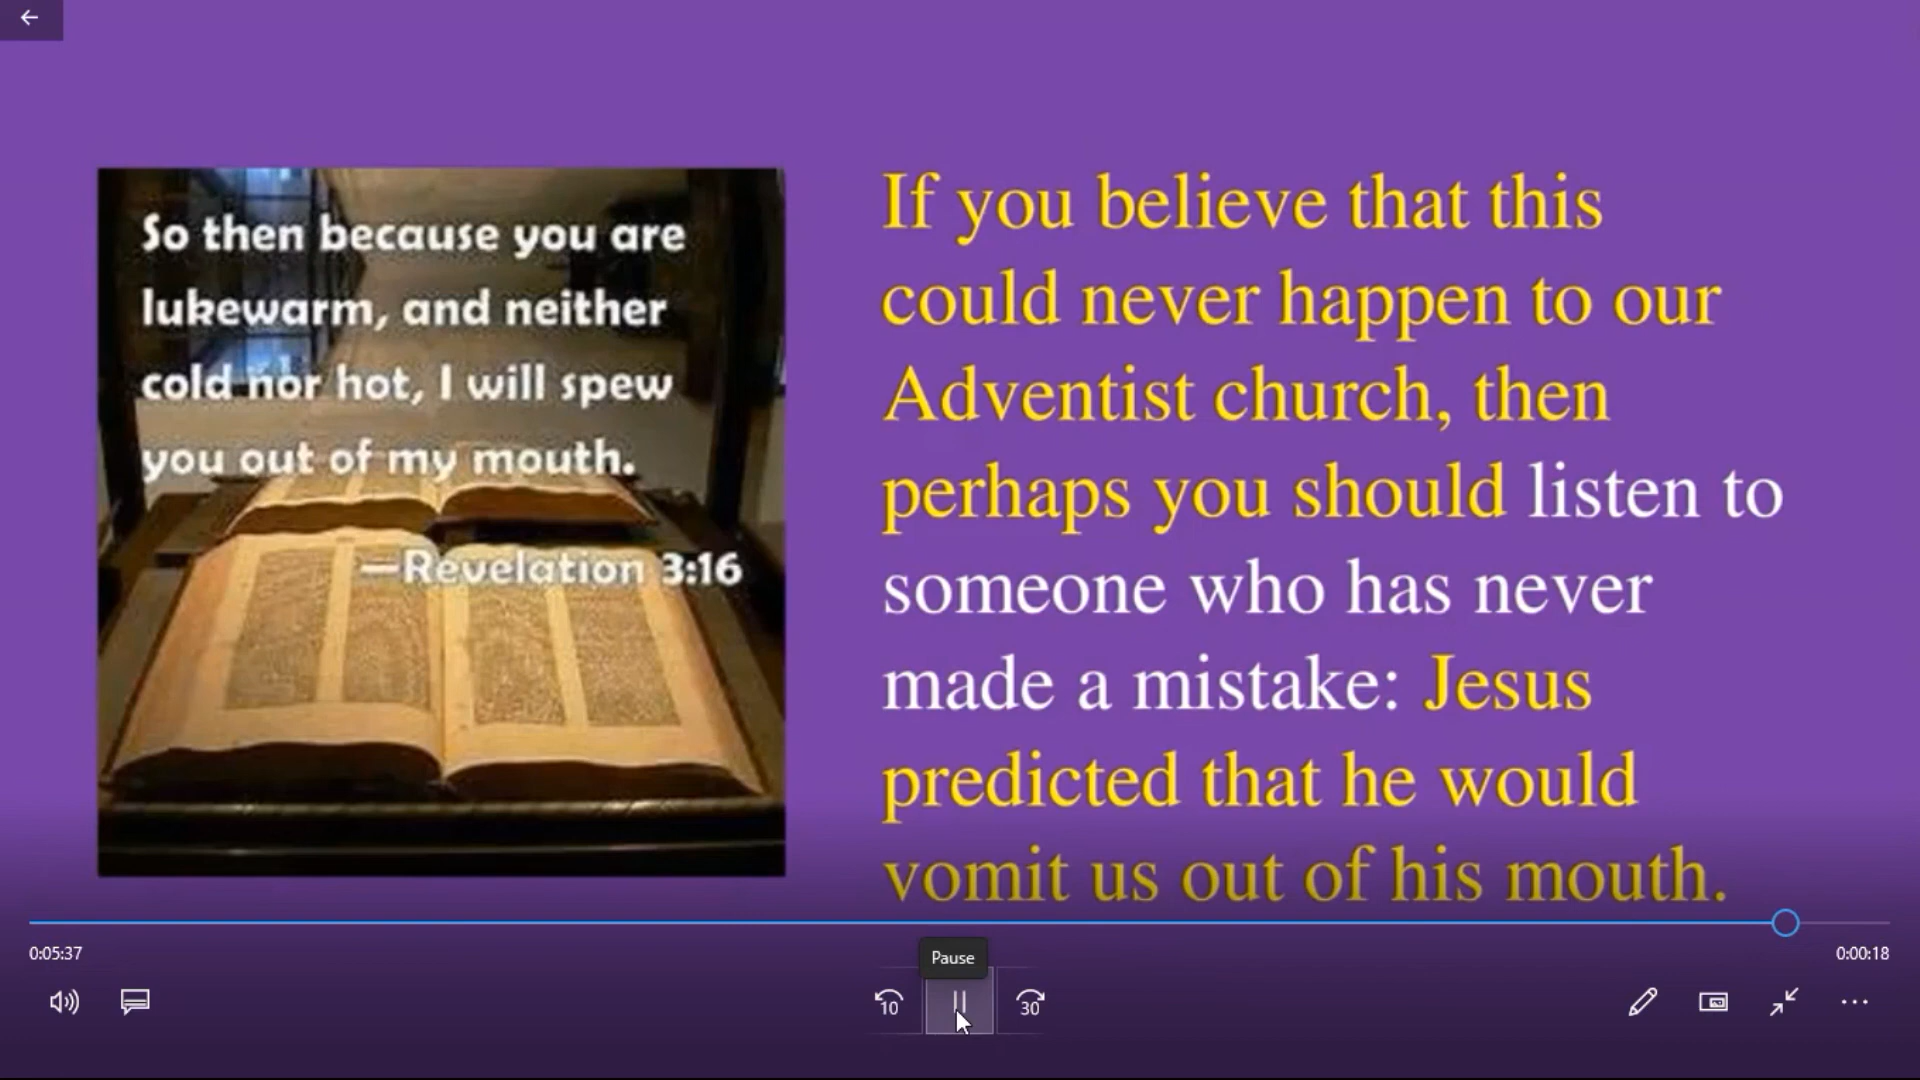 So then because you are
lukewarm, and neither
cold nor hot, I will spew
you out of my mouth.
—Revelation 3:16
If you believe that this
could never happen to our
Adventist church, then
perhaps you should listen to
someone who has never
made a mistake: Jesus
predicted that he would
vomit us out of his mouth.
0:05:37
0:00:18
Pause
10
30